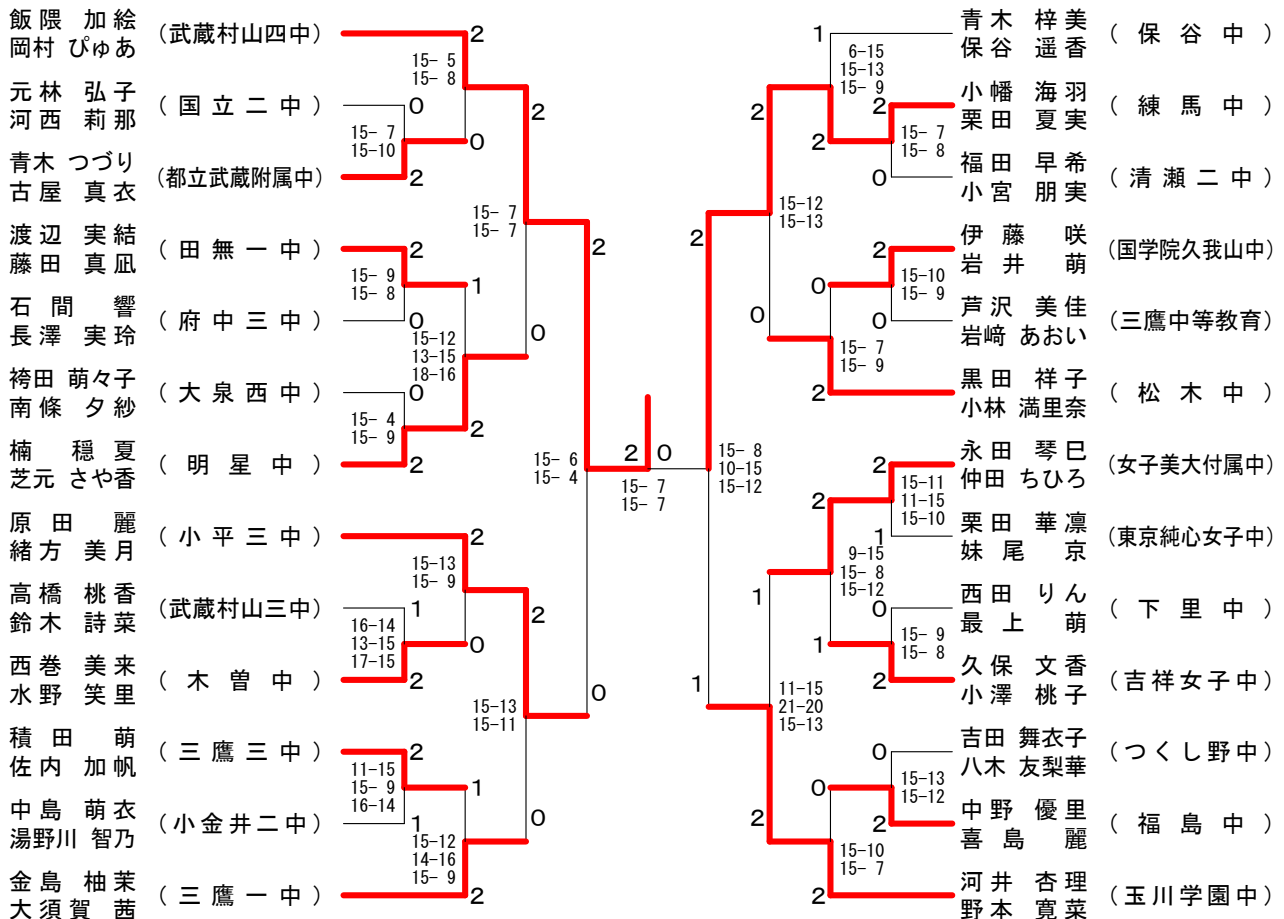 飯隈 加絵
岡村 ぴゅあ
(武蔵村山四中)
2
15- 5
15- 8
元林 弘子
河西 莉那
(国立二中)
0
15- 7
15-10
0
青木 つづり
古屋 真衣
(都立武蔵附属中)
2
2
15- 7
15- 7
渡辺 実結
藤田 真凪
(田無一中)
2
15- 9
15- 8
1
石間 響
長澤 実玲
(府中三中)
0
15-12
13-15
18-16
0
袴田 萌々子
南條 夕紗
(大泉西中)
0
15- 4
15- 9
2
楠 穏夏
芝元 さや香
(明星中)
2
2
15- 6
15- 4
原田 麗
緒方 美月
(小平三中)
2
15-13
15- 9
高橋 桃香
鈴木 詩菜
(武蔵村山三中)
1
16-14
13-15
17-15
0
西巻 美来
水野 笑里
(木曽中)
2
2
15-13
15-11
0
積田 萌
佐内 加帆
(三鷹三中)
2
11-15
15- 9
16-14
1
中島 萌衣
湯野川 智乃
(小金井二中)
1
15-12
14-16
15- 9
0
金島 柚茉
大須賀 茜
(三鷹一中)
2
2 0
15- 7
15- 7
青木 梓美
保谷 遥香
(保谷中)
1
6-15
15-13
15- 9
小幡 海羽
栗田 夏実
(練馬中)
2
15- 7
15- 8
2
福田 早希
小宮 朋実
(清瀬二中)
0
2
15-12
15-13
伊藤 咲
岩井 萌
(国学院久我山中)
2
15-10
15- 9
0
芦沢 美佳
岩﨑 あおい
(三鷹中等教育)
0
15- 7
15- 9
0
黒田 祥子
小林 満里奈
(松木中)
2
2
15- 8
10-15
15-12
永田 琴巳
仲田 ちひろ
(女子美大付属中)
2
15-11
11-15
15-10
2
栗田 華凛
妹尾 京
(東京純心女子中)
1
9-15
15- 8
15-12
1
西田 りん
最上 萌
(下里中)
0
15- 9
15- 8
1
久保 文香
小澤 桃子
(吉祥女子中)
2
1
11-15
21-20
15-13
吉田 舞衣子
八木 友梨華
(つくし野中)
0
15-13
15-12
0
中野 優里
喜島 麗
(福島中)
2
2
15-10
15- 7
河井 杏理
野本 寛菜
(玉川学園中)
2